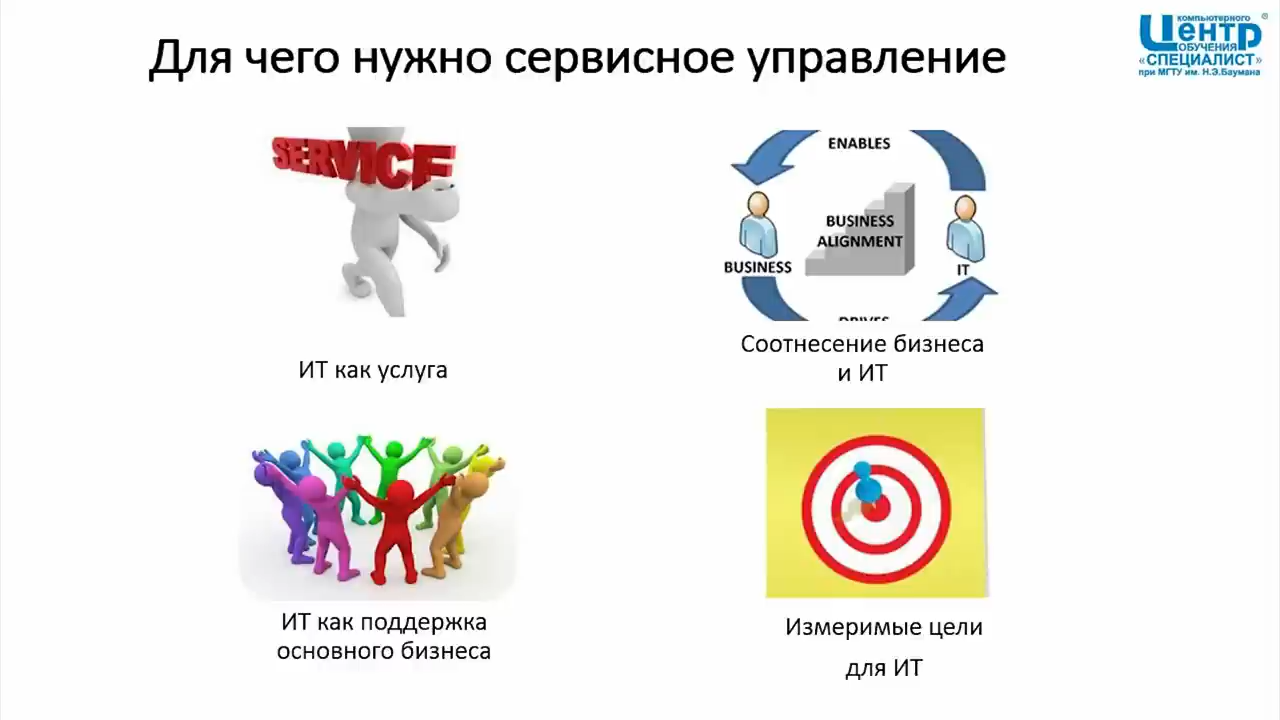 Для чего нужно сервисное управление
компьютерного
Центр
ОБУЧЕНИЯ
«СПЕЦИАЛИСТ»
при МГТУ им. Н.Э.Баумана
SERVICE
ENABLES
BUSINESS
ALIGNMENT
BUSINESS
IT
DRIVES
ИТ как услуга
Соотнесение бизнеса
и ИТ
ИТ как поддержка
основного бизнеса
Измеримые цели
для ИТ